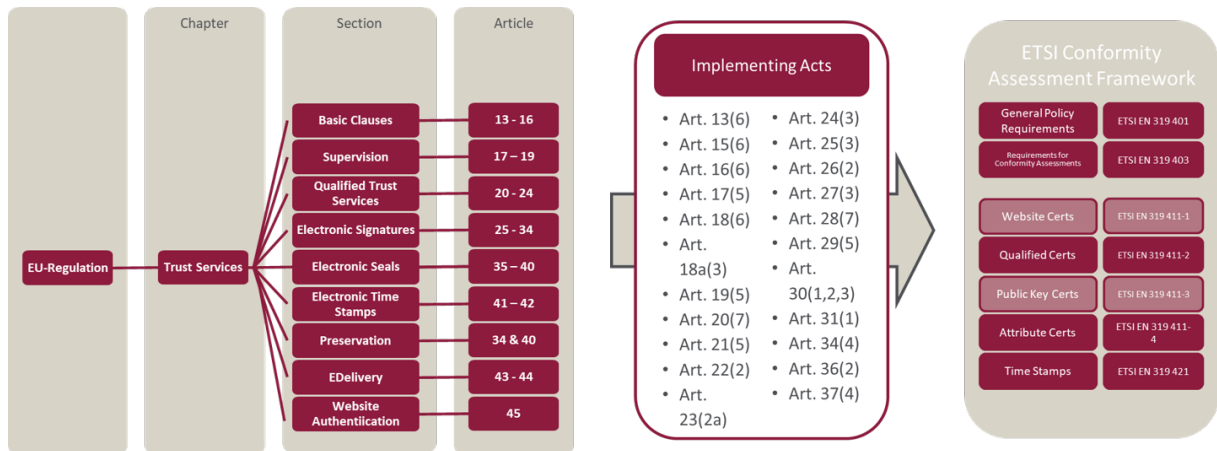 Chapter
Section
Article
EU-Regulation
Trust Services
Basic Clauses
13 - 16
Supervision
17 – 19
Qualified Trust
Services
20 - 24
Electronic Signatures
25 - 34
Electronic Seals
35 – 40
Electronic Time
Stamps
41 – 42
Preservation
34 & 40
EDelivery
43 - 44
Website
Authentiication
45
Implementing Acts
• Art. 13(6)
• Art. 15(6)
• Art. 16(6)
• Art. 17(5)
• Art. 18(6)
• Art.
18a(3)
• Art. 19(5)
• Art. 20(7)
• Art. 21(5)
• Art. 22(2)
• Art.
23(2a)
• Art. 24(3)
• Art. 25(3)
• Art. 26(2)
• Art. 27(3)
• Art. 28(7)
• Art. 29(5)
• Art.
30(1,2,3)
• Art. 31(1)
• Art. 34(4)
• Art. 36(2)
• Art. 37(4)
ETSI Conformity
Assessment Framework
General Policy
Requirements
ETSI EN 319 401
Requirements for
Conformity Assessments
ETSI EN 319 403
Website Certs
ETSI EN 319 411-1
Qualified Certs
ETSI EN 319 411-2
Public Key Certs
ETSI EN 319 411-3
Attribute Certs
ETSI EN 319 411-
4
Time Stamps
ETSI EN 319 421